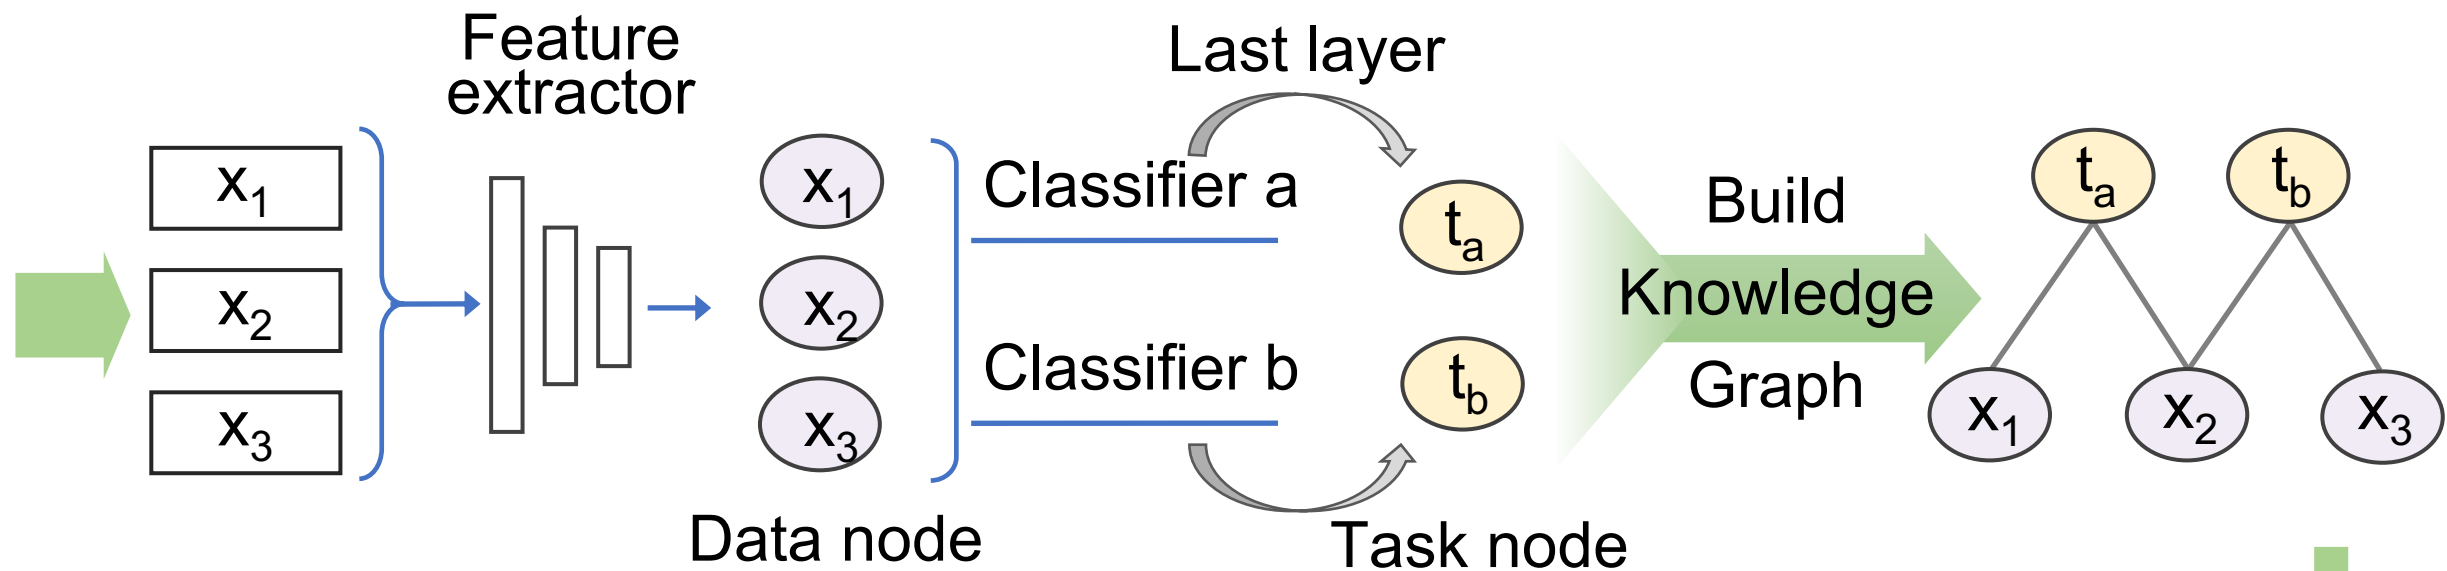 Feature
extractor
Last layer
x1
x2
x3
x1
x2
x3
Data node
Classifier a
Classifier b
ta
tb
Task node
Build
Knowledge
Graph
ta
tb
x1
x2
x3